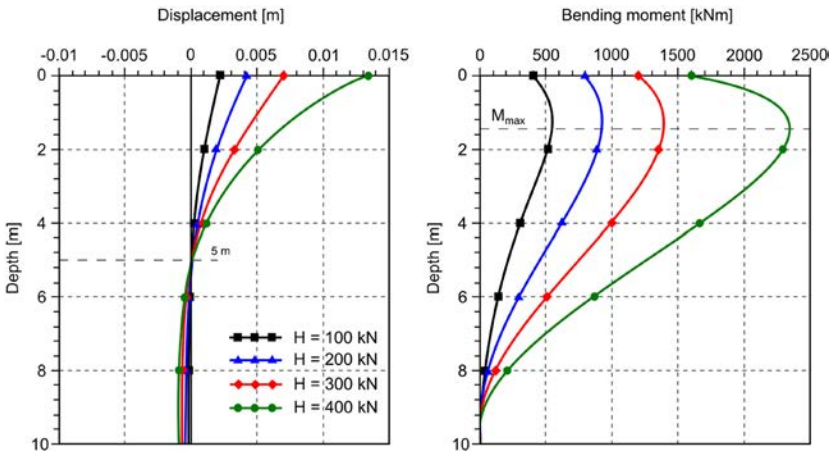 Displacement [m]
-0.01 -0.005 0 0.005 0.01 0.015
0
2
4
6
8
10
Depth [m]
5 m
H = 100 kN
H = 200 kN
H = 300 kN
H = 400 kN
Bending moment [kNm]
0 500 1000 1500 2000 2500
0
2
4
6
8
10
Depth [m]
Mmax